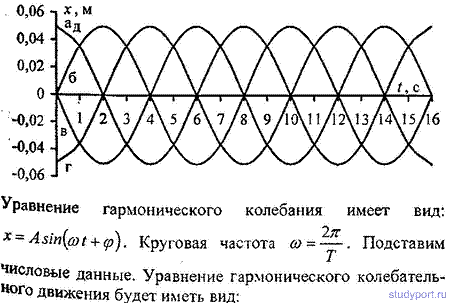 0,06 x, м
ад
0,04
0,02
б
0
t, с
1 2 3 4 5 6 7 8 9 10 11 12 13 14 15 16
-0,02
в
-0,04
г
-0,06
Уравнение гармонического колебания имеет вид:
x = Asin(ωt + φ). Круговая частота ω = 2π/T. Подставим
числовые данные. Уравнение гармонического колебатель-
ного движения будет иметь вид:
studyport.ru